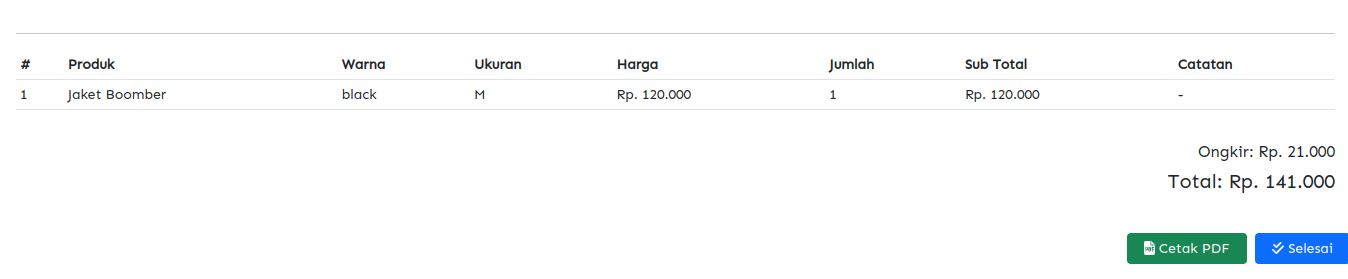 # Produk Warna Ukuran Harga Jumlah Sub Total Catatan
1 Jaket Boomber black M Rp. 120.000 1 Rp. 120.000 -
Ongkir: Rp. 21.000
Total: Rp. 141.000
Cetak PDF Selesai